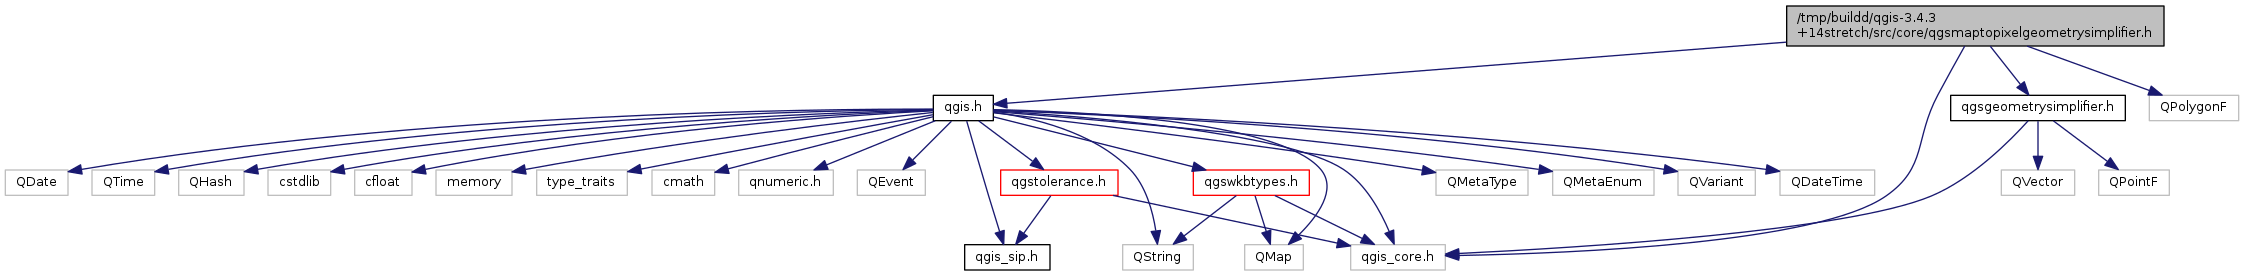 /tmp/buildd/qgis-3.4.3
+14stretch/src/core/qgsmaptopixelgeometrysimplifier.h
qgis.h
qgsgeometrysimplifier.h
QPolygonF
QDate
QTime
QHash
cstdlib
cfloat
memory
type_traits
cmath
qnumeric.h
QEvent
qgstolerance.h
qgswkbtypes.h
QMetaType
QMetaEnum
QVariant
QDateTime
QVector
QPointF
qgis_sip.h
QString
QMap
qgis_core.h